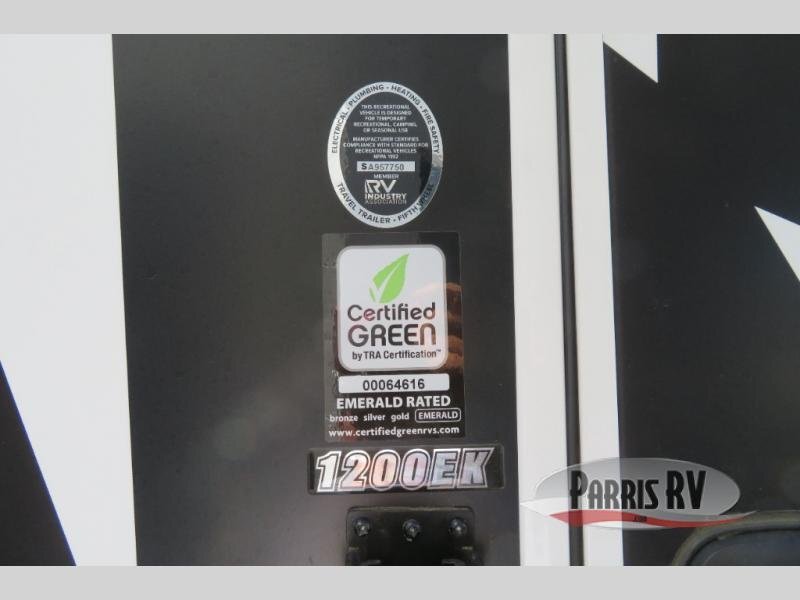 ELECTRICAL - PLUMBING - HEATING - FIRE SAFETY
THIS RECREATIONAL
VEHICLE IS DESIGNED
FOR TEMPORARY
RECREATIONAL, CAMPING,
OR SEASONAL USE
MANUFACTURER CERTIFIES
COMPLIANCE WITH STANDARD FOR
RECREATIONAL VEHICLES
NFPA 1192
SA957750
MEMBER
RV
INDUSTRY
ASSOCIATION
TRAVEL TRAILER - FIFTH WHEEL
Certified
GREEN
by TRA Certification™
00064616
EMERALD RATED
bronze silver gold EMERALD
www.certifiedgreenrvs.com
1200EK
PARRIS RV